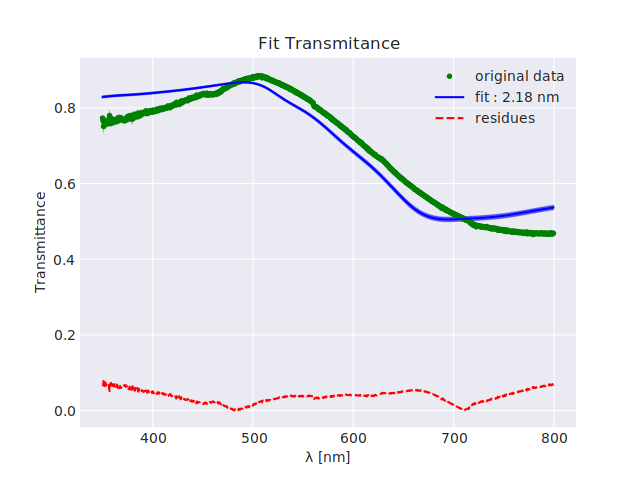 Fit Transmitance
original data
fit : 2.18 nm
residues
Transmittance
0.8
0.6
0.4
0.2
0.0
400 500 600 700 800
λ [nm]